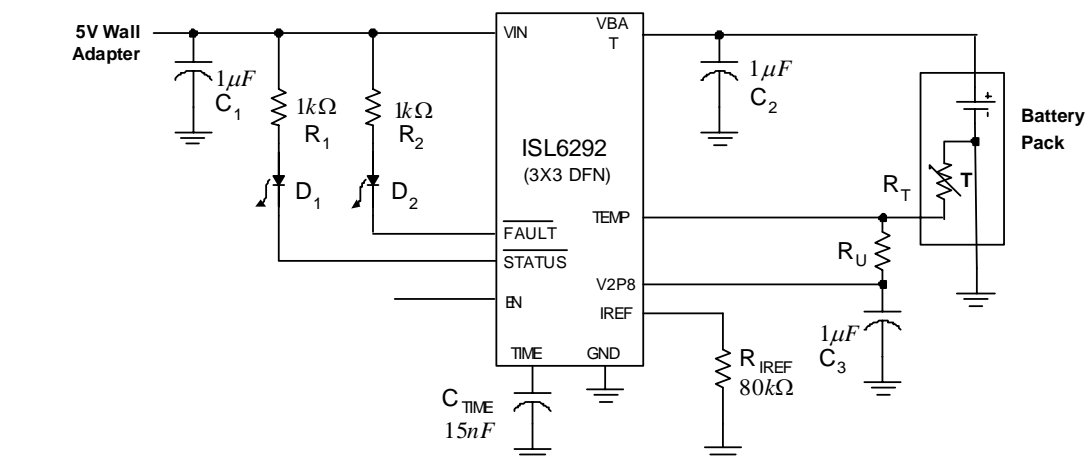 5V Wall
Adapter
VIN
VBA
T
1μF
C1
1kΩ
R1
1kΩ
R2
1μF
C2
Battery
Pack
ISL6292
(3X3 DFN)
D1
D2
RT
T
TEMP
FAULT
STATUS
RU
V2P8
EN
IREF
1μF
C3
TIME
GND
RIREF
80kΩ
CTIME
15nF